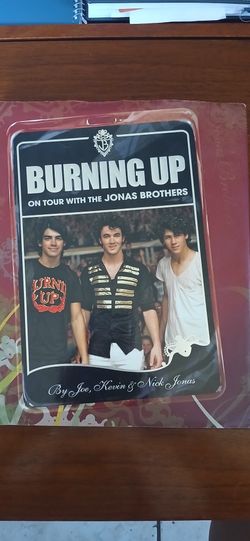 BURNING UP
ON TOUR WITH THE JONAS BROTHERS
BURNIN
UP
By Joe, Kevin & Nick Jonas